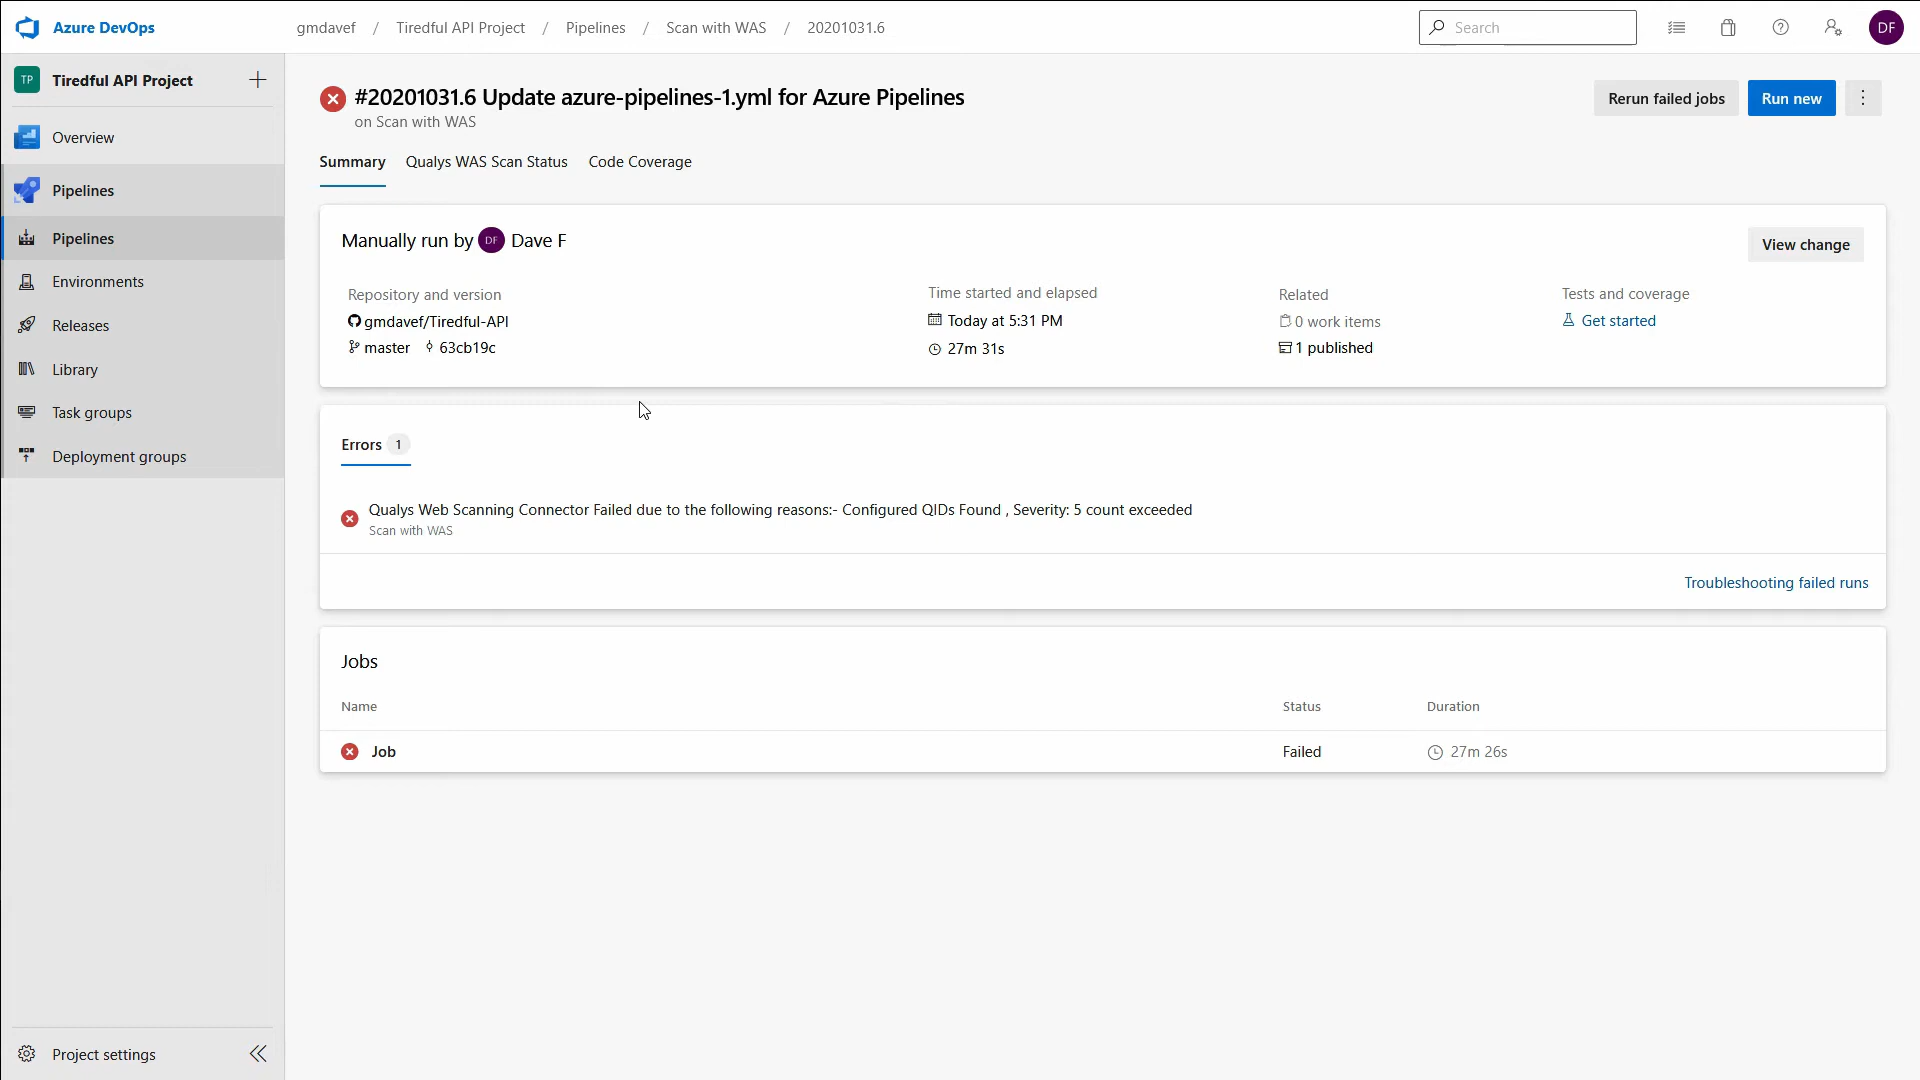 Azure DevOps
gmdavef / Tiredful API Project / Pipelines / Scan with WAS / 20201031.6
Search
DF
TP Tiredful API Project
Overview
Pipelines
Pipelines
Environments
Releases
Library
Task groups
Deployment groups
Project settings
#20201031.6 Update azure-pipelines-1.yml for Azure Pipelines
on Scan with WAS
Rerun failed jobs
Run new
Summary Qualys WAS Scan Status Code Coverage
Manually run by DF Dave F
View change
Repository and version
gmdavef/Tiredful-API
master 63cb19c
Time started and elapsed
Today at 5:31 PM
27m 31s
Related
0 work items
1 published
Tests and coverage
Get started
Errors 1
Qualys Web Scanning Connector Failed due to the following reasons:- Configured QIDs Found , Severity: 5 count exceeded
Scan with WAS
Troubleshooting failed runs
Jobs
Name Status Duration
Job Failed 27m 26s